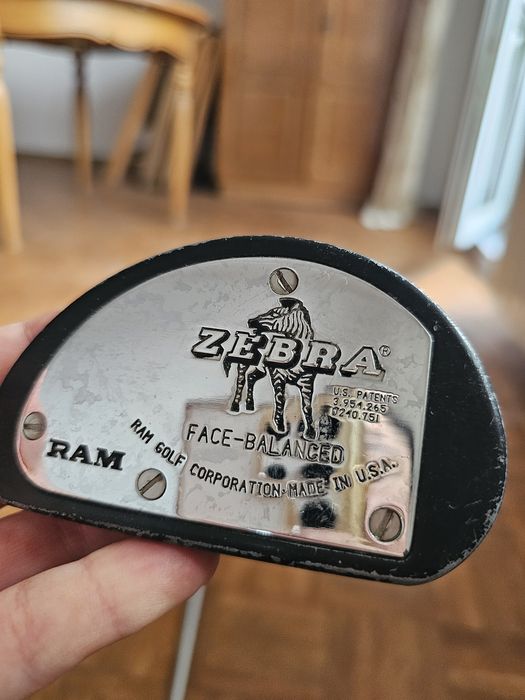 ZEBRA®
U.S. PATENTS
3,954,265
D240,751
FACE-BALANCED
RAM
RAM GOLF CORPORATION·MADE IN U.S.A.